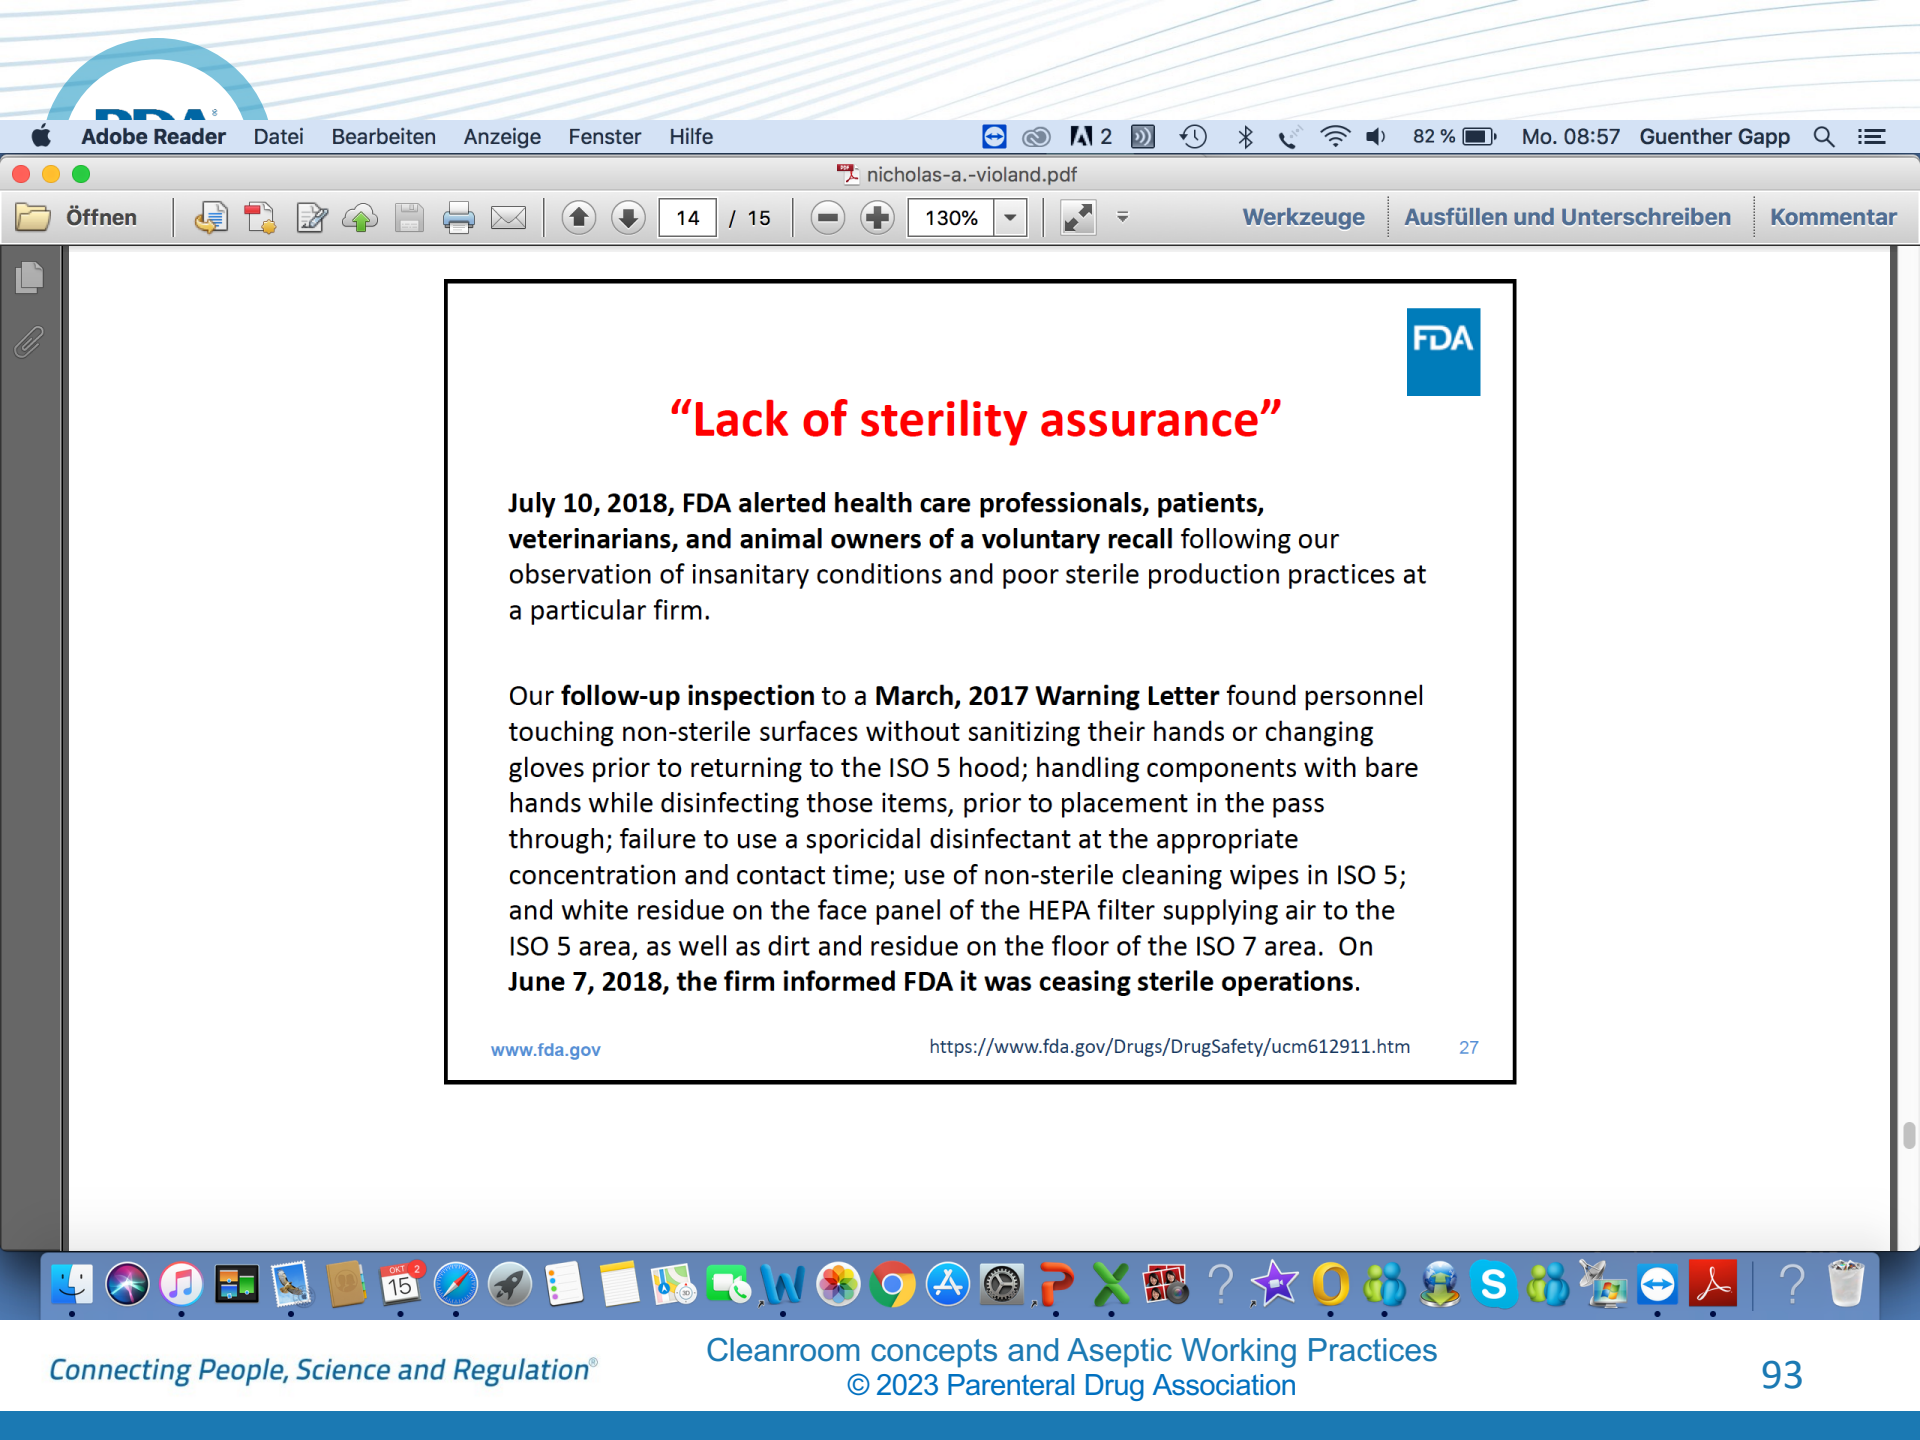 PDA®
Adobe Reader Datei Bearbeiten Anzeige Fenster Hilfe 2 82 % Mo. 08:57 Guenther Gapp
nicholas-a.-violand.pdf
Öffnen 14 / 15 130% Werkzeuge Ausfüllen und Unterschreiben Kommentar
FDA
“Lack of sterility assurance”
July 10, 2018, FDA alerted health care professionals, patients,
veterinarians, and animal owners of a voluntary recall following our
observation of insanitary conditions and poor sterile production practices at
a particular firm.
Our follow-up inspection to a March, 2017 Warning Letter found personnel
touching non-sterile surfaces without sanitizing their hands or changing
gloves prior to returning to the ISO 5 hood; handling components with bare
hands while disinfecting those items, prior to placement in the pass
through; failure to use a sporicidal disinfectant at the appropriate
concentration and contact time; use of non-sterile cleaning wipes in ISO 5;
and white residue on the face panel of the HEPA filter supplying air to the
ISO 5 area, as well as dirt and residue on the floor of the ISO 7 area. On
June 7, 2018, the firm informed FDA it was ceasing sterile operations.
www.fda.gov https://www.fda.gov/Drugs/DrugSafety/ucm612911.htm 27
OKT 2
15
Connecting People, Science and Regulation®
Cleanroom concepts and Aseptic Working Practices
© 2023 Parenteral Drug Association
93